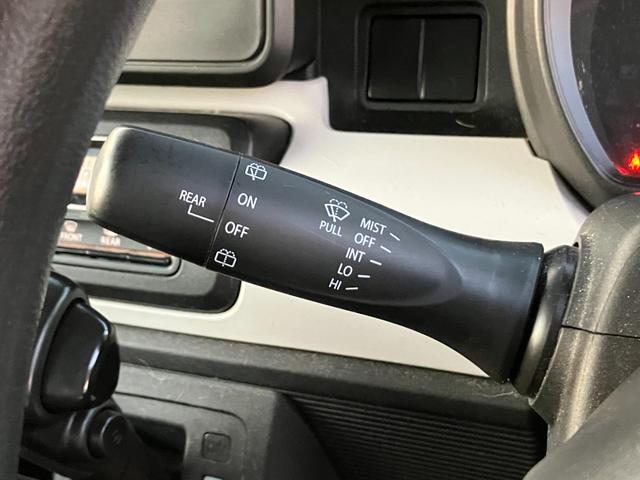 REAR
ON
OFF
PULL
MIST
OFF
INT
LO
HI
FRONT
REAR